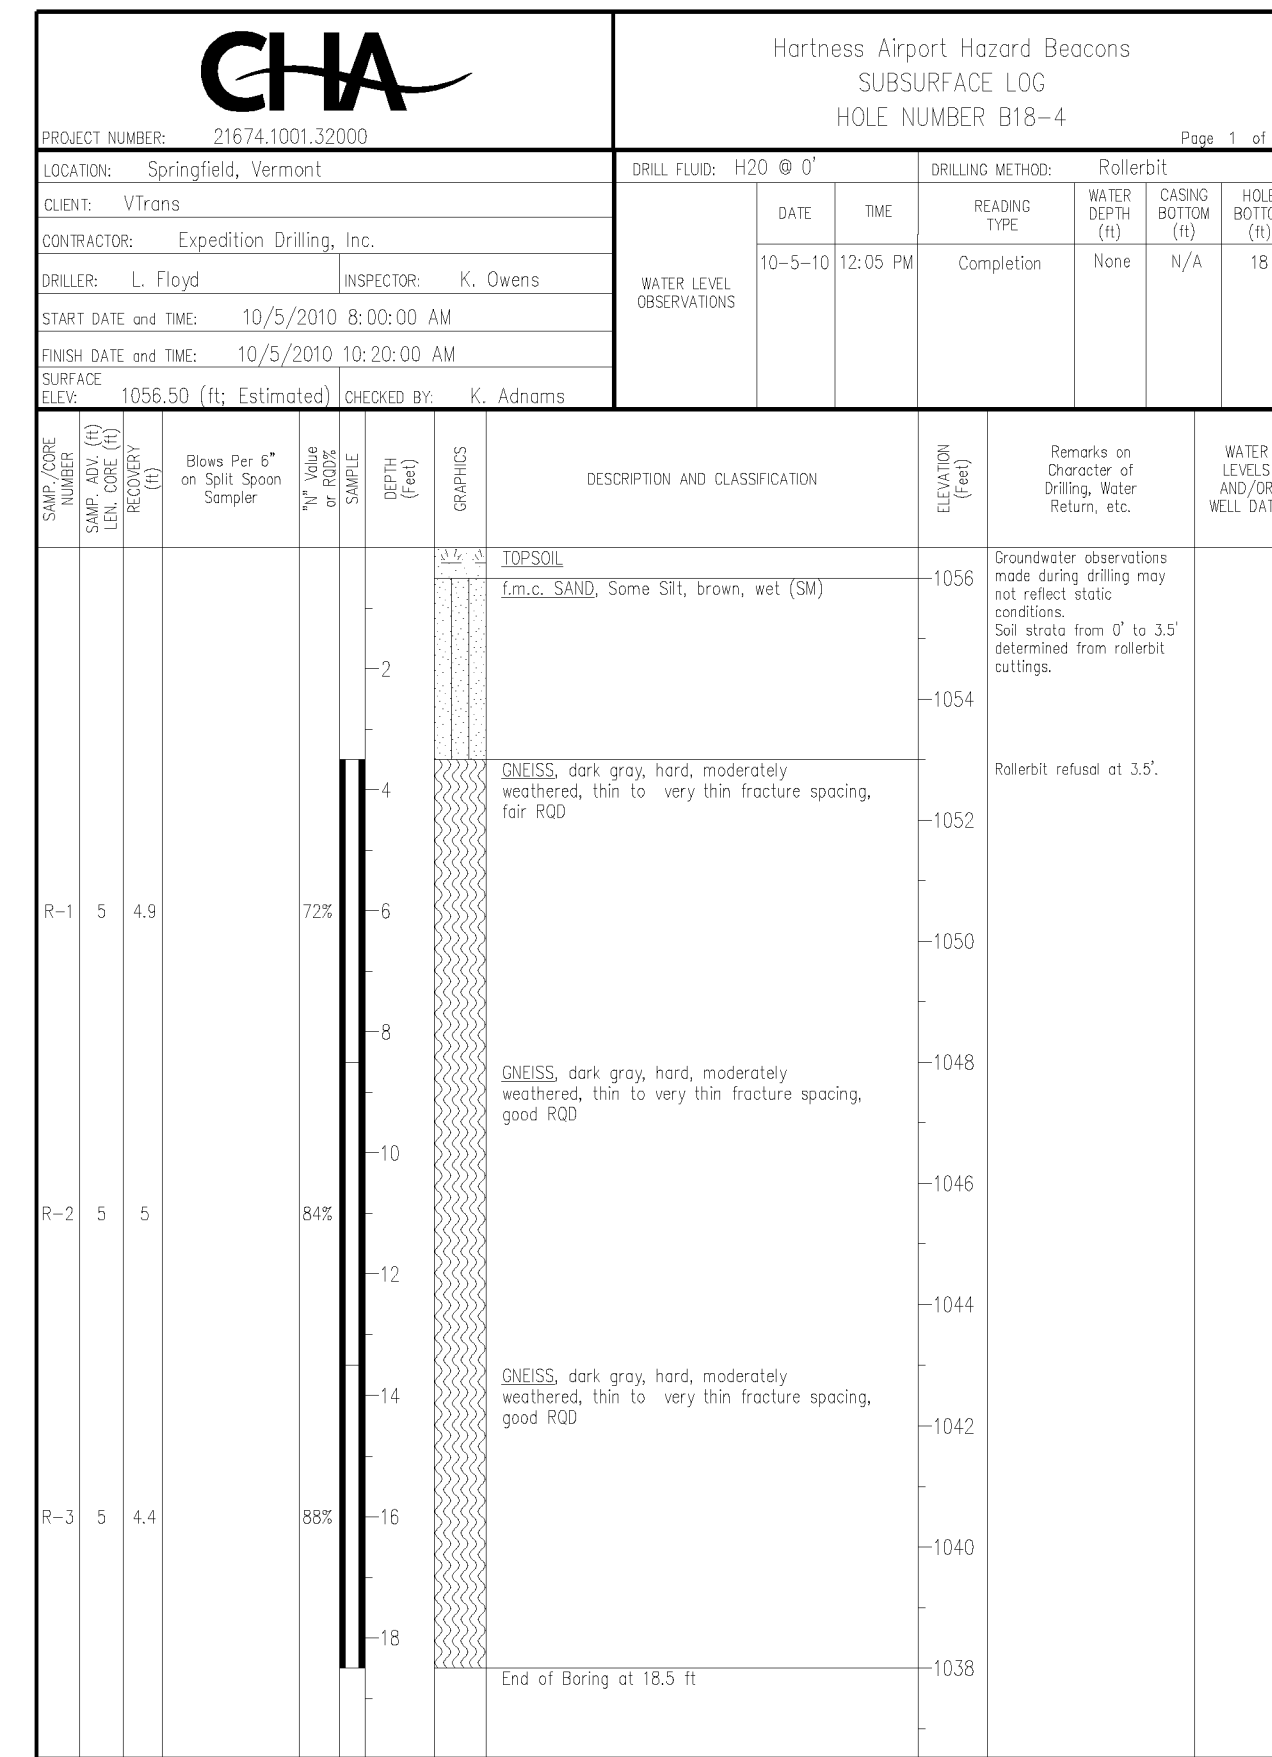 CHA
PROJECT NUMBER: 21674.1001.32000
Hartness Airport Hazard Beacons
SUBSURFACE LOG
HOLE NUMBER B18-4
Page 1 of
LOCATION: Springfield, Vermont
CLIENT: VTrans
CONTRACTOR: Expedition Drilling, Inc.
DRILLER: L. Floyd
INSPECTOR: K. Owens
START DATE and TIME: 10/5/2010 8:00:00 AM
FINISH DATE and TIME: 10/5/2010 10:20:00 AM
SURFACE
ELEV: 1056.50 (ft; Estimated)
CHECKED BY: K. Adnams
DRILL FLUID: H20 @ 0'
DRILLING METHOD: Rollerbit
WATER LEVEL
OBSERVATIONS
DATE
TIME
READING
TYPE
WATER
DEPTH
(ft)
CASING
BOTTOM
(ft)
HOLE
BOTTO
(ft)
10-5-10 12:05 PM Completion None N/A 18
SAMP./CORE
NUMBER
SAMP. ADV. (ft)
LEN. CORE (ft)
RECOVERY
(ft)
Blows Per 6"
on Split Spoon
Sampler
"N" Value
or RQD%
SAMPLE
DEPTH
(Feet)
GRAPHICS
DESCRIPTION AND CLASSIFICATION
ELEVATION
(Feet)
Remarks on
Character of
Drilling, Water
Return, etc.
WATER
LEVELS
AND/OR
WELL DAT
TOPSOIL
f.m.c. SAND, Some Silt, brown, wet (SM)
1056
Groundwater observations
made during drilling may
not reflect static
conditions.
Soil strata from 0' to 3.5'
determined from rollerbit
cuttings.
2
1054
GNEISS, dark gray, hard, moderately
weathered, thin to very thin fracture spacing,
fair RQD
Rollerbit refusal at 3.5'.
4
1052
R-1 5 4.9 72%
6
1050
8
1048
GNEISS, dark gray, hard, moderately
weathered, thin to very thin fracture spacing,
good RQD
10
1046
R-2 5 5 84%
12
1044
GNEISS, dark gray, hard, moderately
weathered, thin to very thin fracture spacing,
good RQD
14
1042
R-3 5 4.4 88%
16
1040
18
1038
End of Boring at 18.5 ft